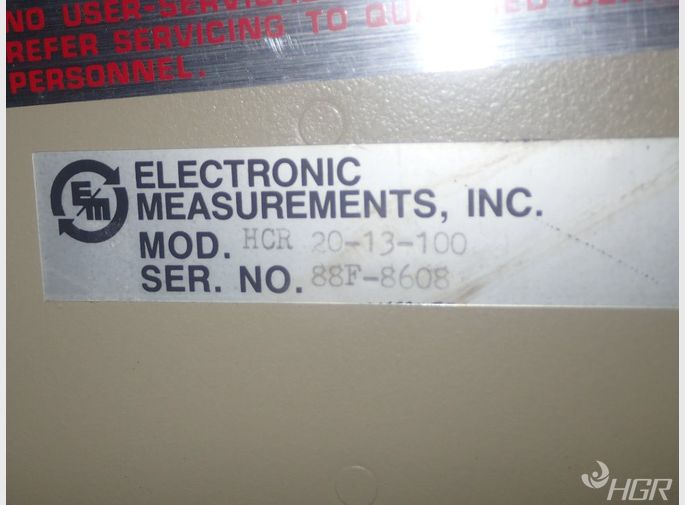 NO USER-SERVIC
REFER SERVICING TO QU
PERSONNEL.
E/m
ELECTRONIC
MEASUREMENTS, INC.
MOD. HCR 20-13-100
SER. NO. 88F-8608
HGR